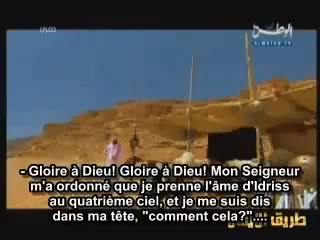 حصريا
الوطن
ALWATAN TV
- Gloire à Dieu! Gloire à Dieu! Mon Seigneur
m'a ordonné que je prenne l'âme d'Idriss
au quatrième ciel, et je me suis dis
dans ma tête, "comment cela?"....